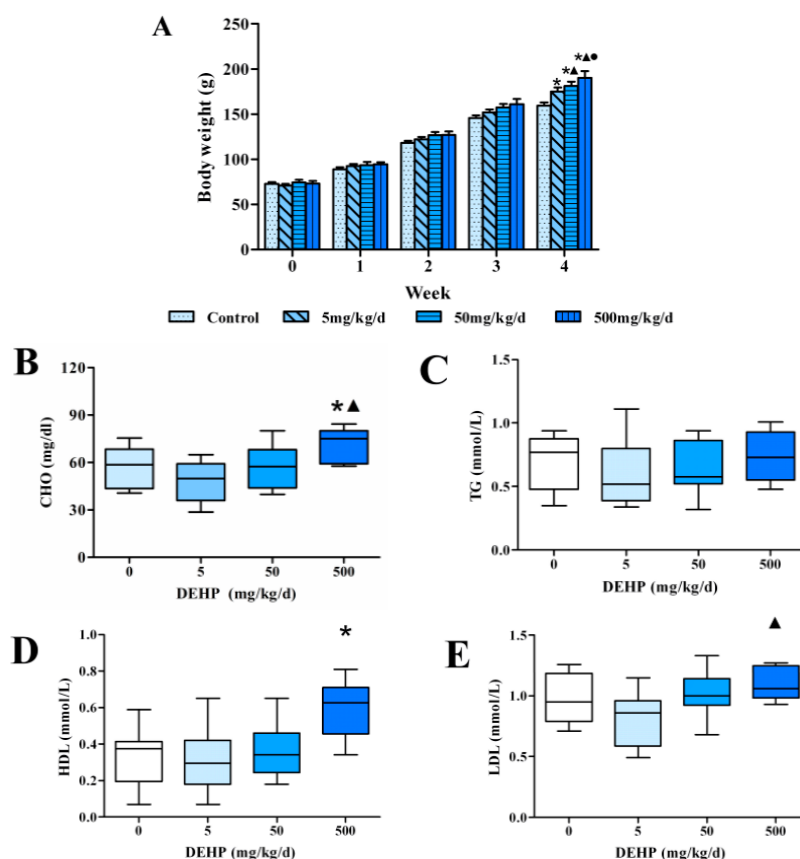 A
Body weight (g)
250
200
150
100
50
0
*
*▲
*▲●
0 1 2 3 4
Week
Control 5mg/kg/d 50mg/kg/d 500mg/kg/d
B
CHO (mg/dl)
120
90
60
30
0
*▲
0 5 50 500
DEHP (mg/kg/d)
C
TG (mmol/L)
1.5
1.0
0.5
0.0
0 5 50 500
DEHP (mg/kg/d)
D
HDL (mmol/L)
1.0
0.8
0.6
0.4
0.2
0.0
*
0 5 50 500
DEHP (mg/kg/d)
E
LDL (mmol/L)
1.5
1.0
0.5
0.0
▲
0 5 50 500
DEHP (mg/kg/d)